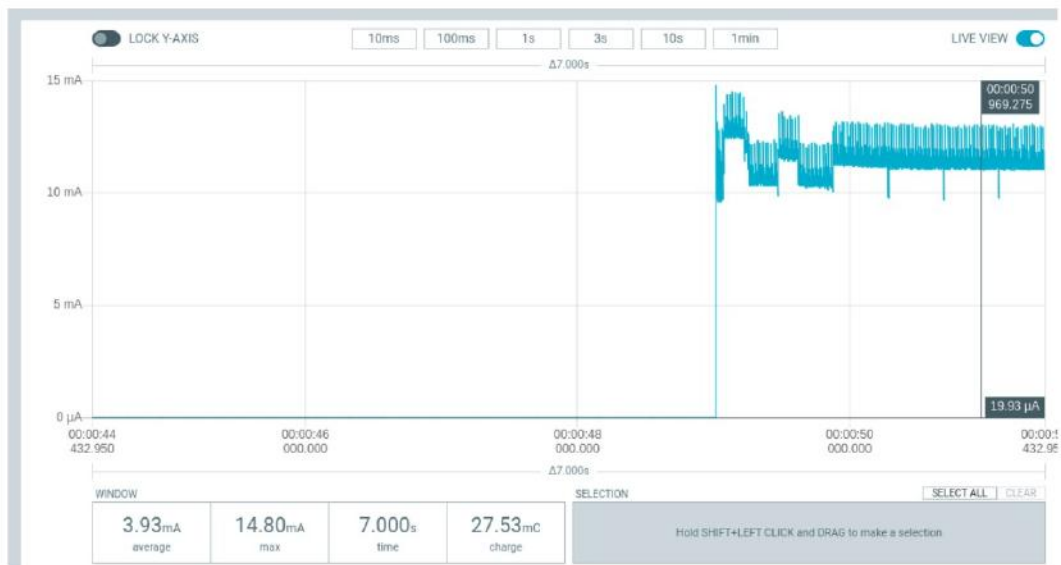 LOCK Y-AXIS
10ms 100ms 1s 3s 10s 1min
LIVE VIEW
Δ7.000s
15 mA
00:00:50
969.275
10 mA
5 mA
0 µA
19.93 µA
00:00:44 00:00:46 00:00:48 00:00:50
432.950 000.000 000.000 000.000
Δ7.000s
WINDOW SELECTION SELECT ALL CLEAR
3.93mA 14.80mA 7.000s 27.53mC
average max time charge
Hold SHIFT+LEFT CLICK and DRAG to make a selection